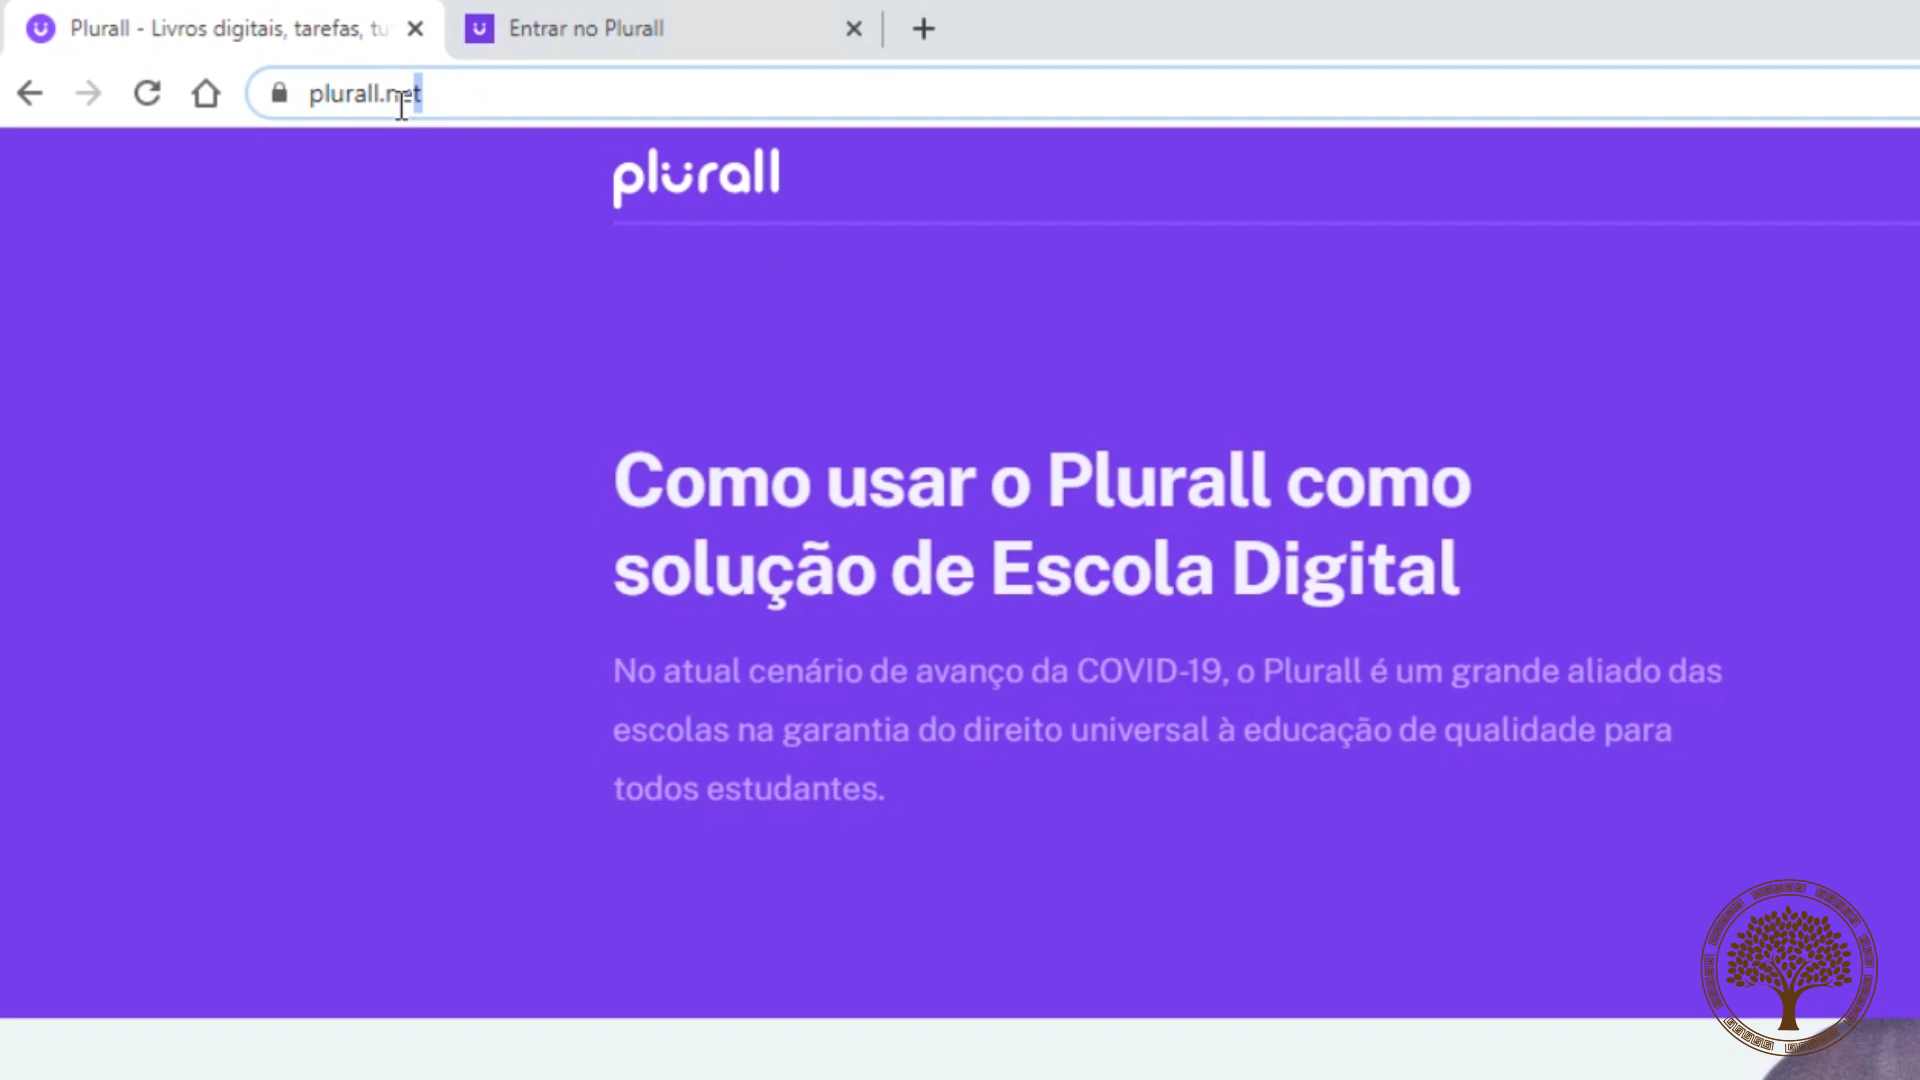 Plurall - Livros digitais, tarefas, tu
Entrar no Plurall
plurall.net
plurall
Como usar o Plurall como
solução de Escola Digital
No atual cenário de avanço da COVID-19, o Plurall é um grande aliado das
escolas na garantia do direito universal à educação de qualidade para
todos estudantes.